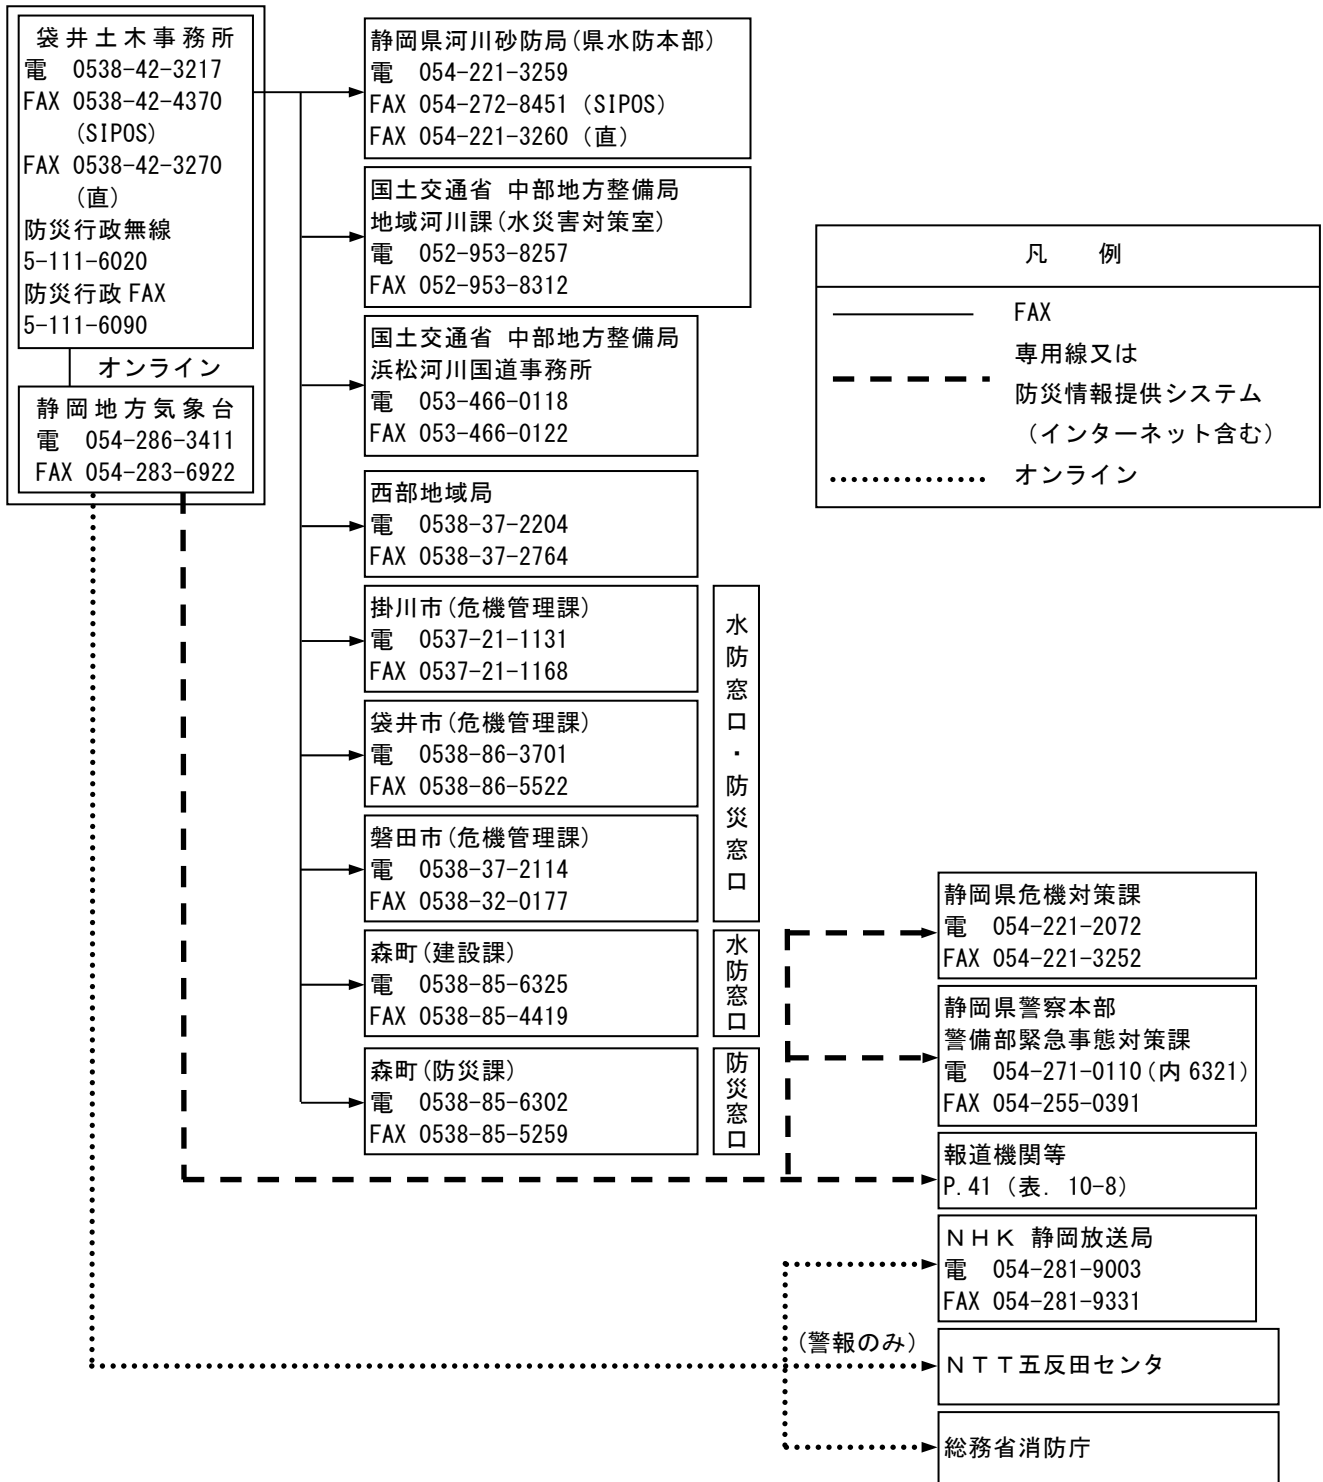 袋井土木事務所
電 0538-42-3217
FAX 0538-42-4370
(SIPOS)
FAX 0538-42-3270
(直)
防災行政無線
5-111-6020
防災行政 FAX
5-111-6090
オンライン
静岡地方気象台
電 054-286-3411
FAX 054-283-6922
静岡県河川砂防局(県水防本部)
電 054-221-3259
FAX 054-272-8451 (SIPOS)
FAX 054-221-3260 (直)
国土交通省 中部地方整備局
地域河川課(水災害対策室)
電 052-953-8257
FAX 052-953-8312
国土交通省 中部地方整備局
浜松河川国道事務所
電 053-466-0118
FAX 053-466-0122
西部地域局
電 0538-37-2204
FAX 0538-37-2764
掛川市(危機管理課)
電 0537-21-1131
FAX 0537-21-1168
袋井市(危機管理課)
電 0538-86-3701
FAX 0538-86-5522
磐田市(危機管理課)
電 0538-37-2114
FAX 0538-32-0177
水防窓口・防災窓口
森町(建設課)
電 0538-85-6325
FAX 0538-85-4419
水防窓口
森町(防災課)
電 0538-85-6302
FAX 0538-85-5259
防災窓口
凡 例
FAX
専用線又は
防災情報提供システム
(インターネット含む)
オンライン
静岡県危機対策課
電 054-221-2072
FAX 054-221-3252
静岡県警察本部
警備部緊急事態対策課
電 054-271-0110(内 6321)
FAX 054-255-0391
報道機関等
P.41 (表. 10-8)
NHK 静岡放送局
電 054-281-9003
FAX 054-281-9331
(警報のみ)
NTT五反田センタ
総務省消防庁